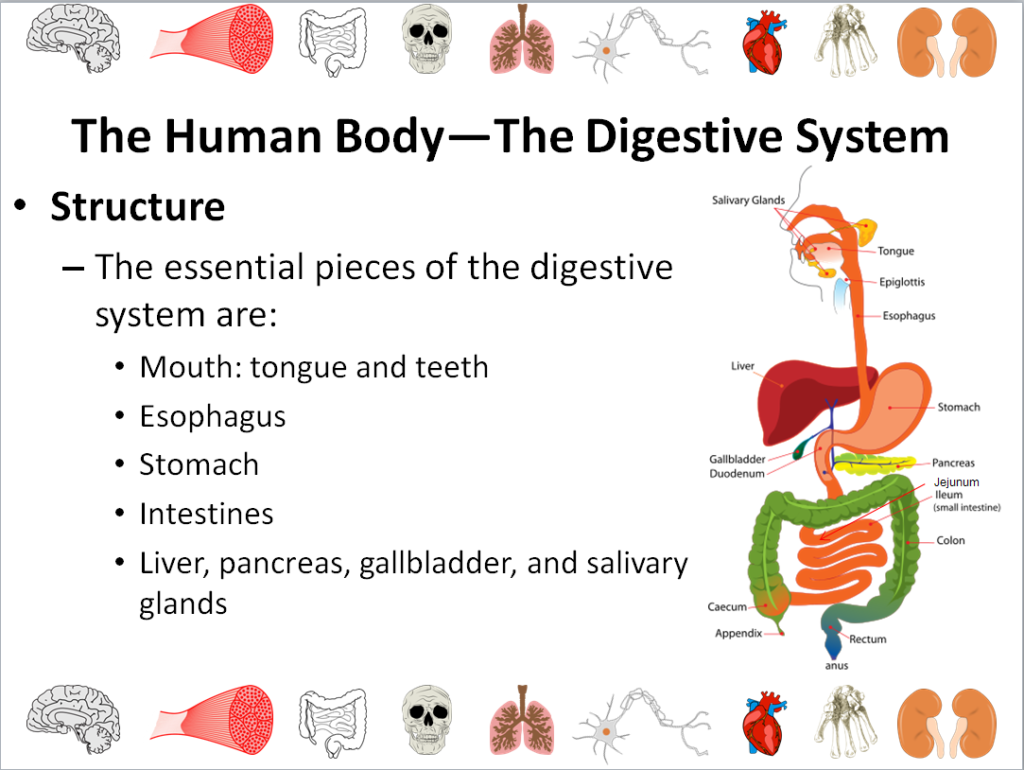 The Human Body—The Digestive System
• Structure
– The essential pieces of the digestive
system are:
• Mouth: tongue and teeth
• Esophagus
• Stomach
• Intestines
• Liver, pancreas, gallbladder, and salivary
glands
Salivary Glands
Tongue
Epiglottis
Esophagus
Liver
Stomach
Gallbladder
Duodenum
Pancreas
Jejunum
Ileum
(small intestine)
Colon
Caecum
Appendix
Rectum
anus